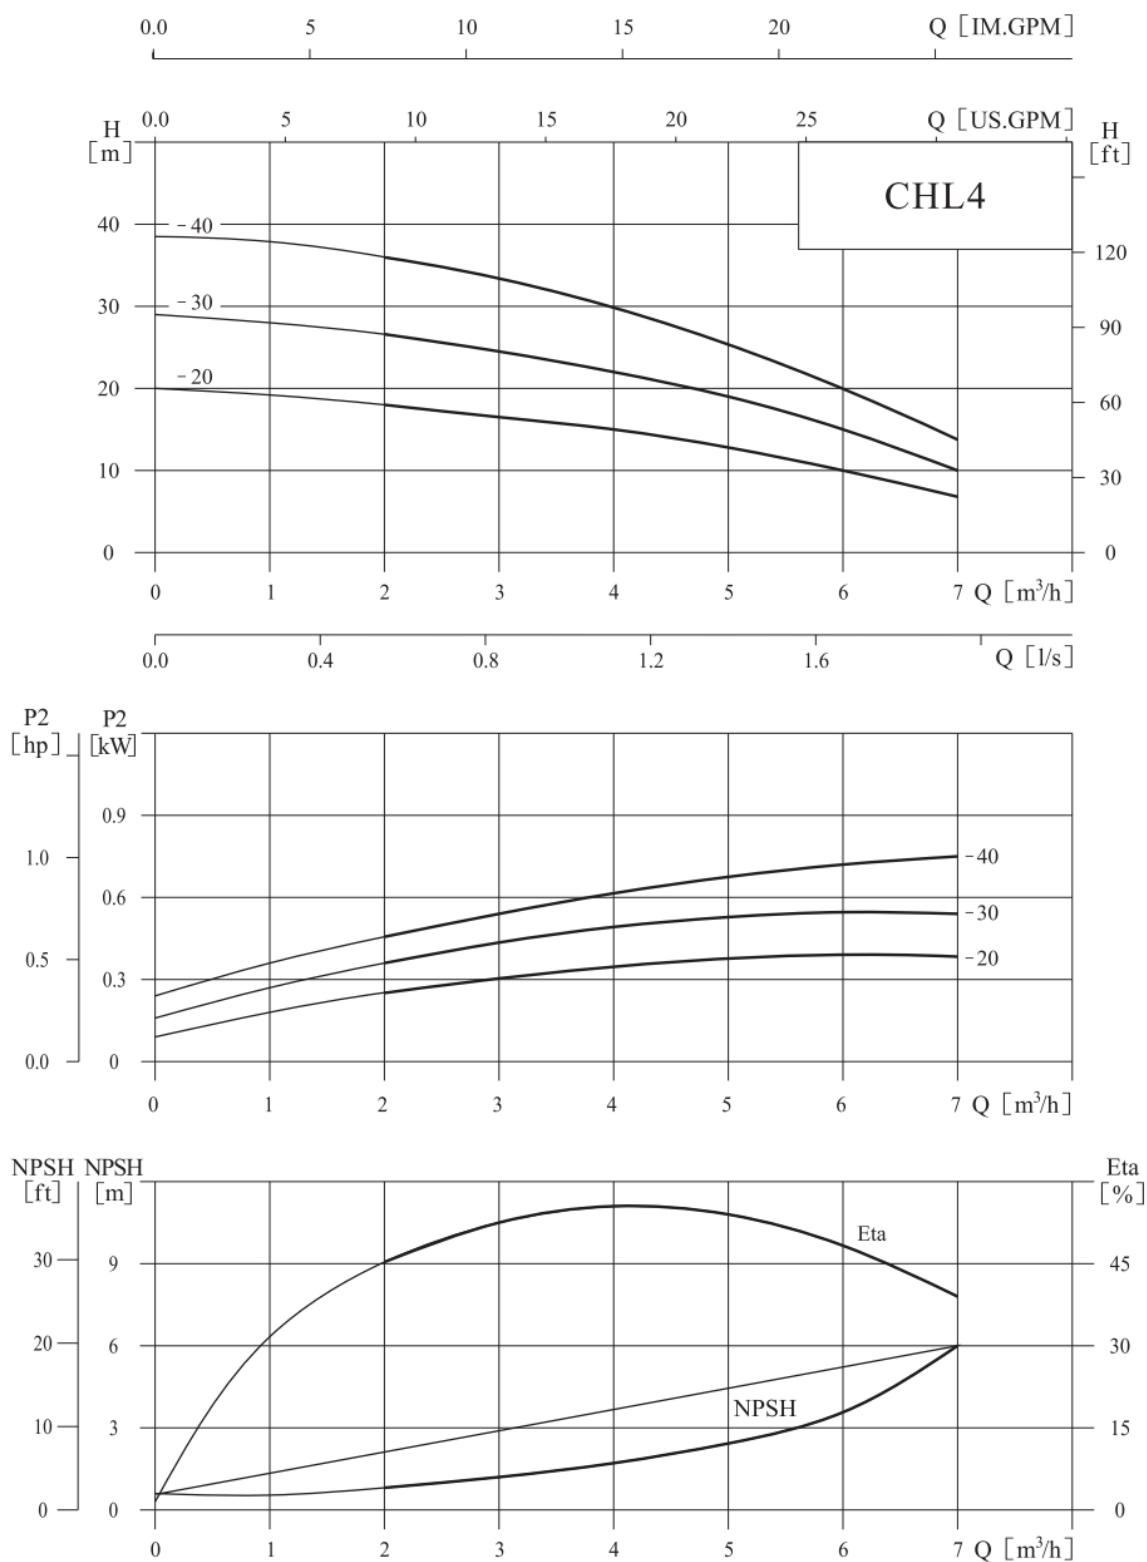 0.0 5 10 15 20 Q [IM.GPM]
0.0 5 10 15 20 25 Q [US.GPM]
H
[m]
H
[ft]
CHL4
40
-40
120
30
-30
90
20
-20
60
10
30
0
0
0 1 2 3 4 5 6 7 Q [m³/h]
0.0 0.4 0.8 1.2 1.6 Q [l/s]
P2 P2
[hp] [kW]
0.9
1.0
-40
0.6
-30
0.5
-20
0.3
0.0 0
0 1 2 3 4 5 6 7 Q [m³/h]
NPSH NPSH Eta
[ft] [m] [%]
Eta
30 9 45
20 6 30
NPSH
10 3 15
0 0 0
0 1 2 3 4 5 6 7 Q [m³/h]